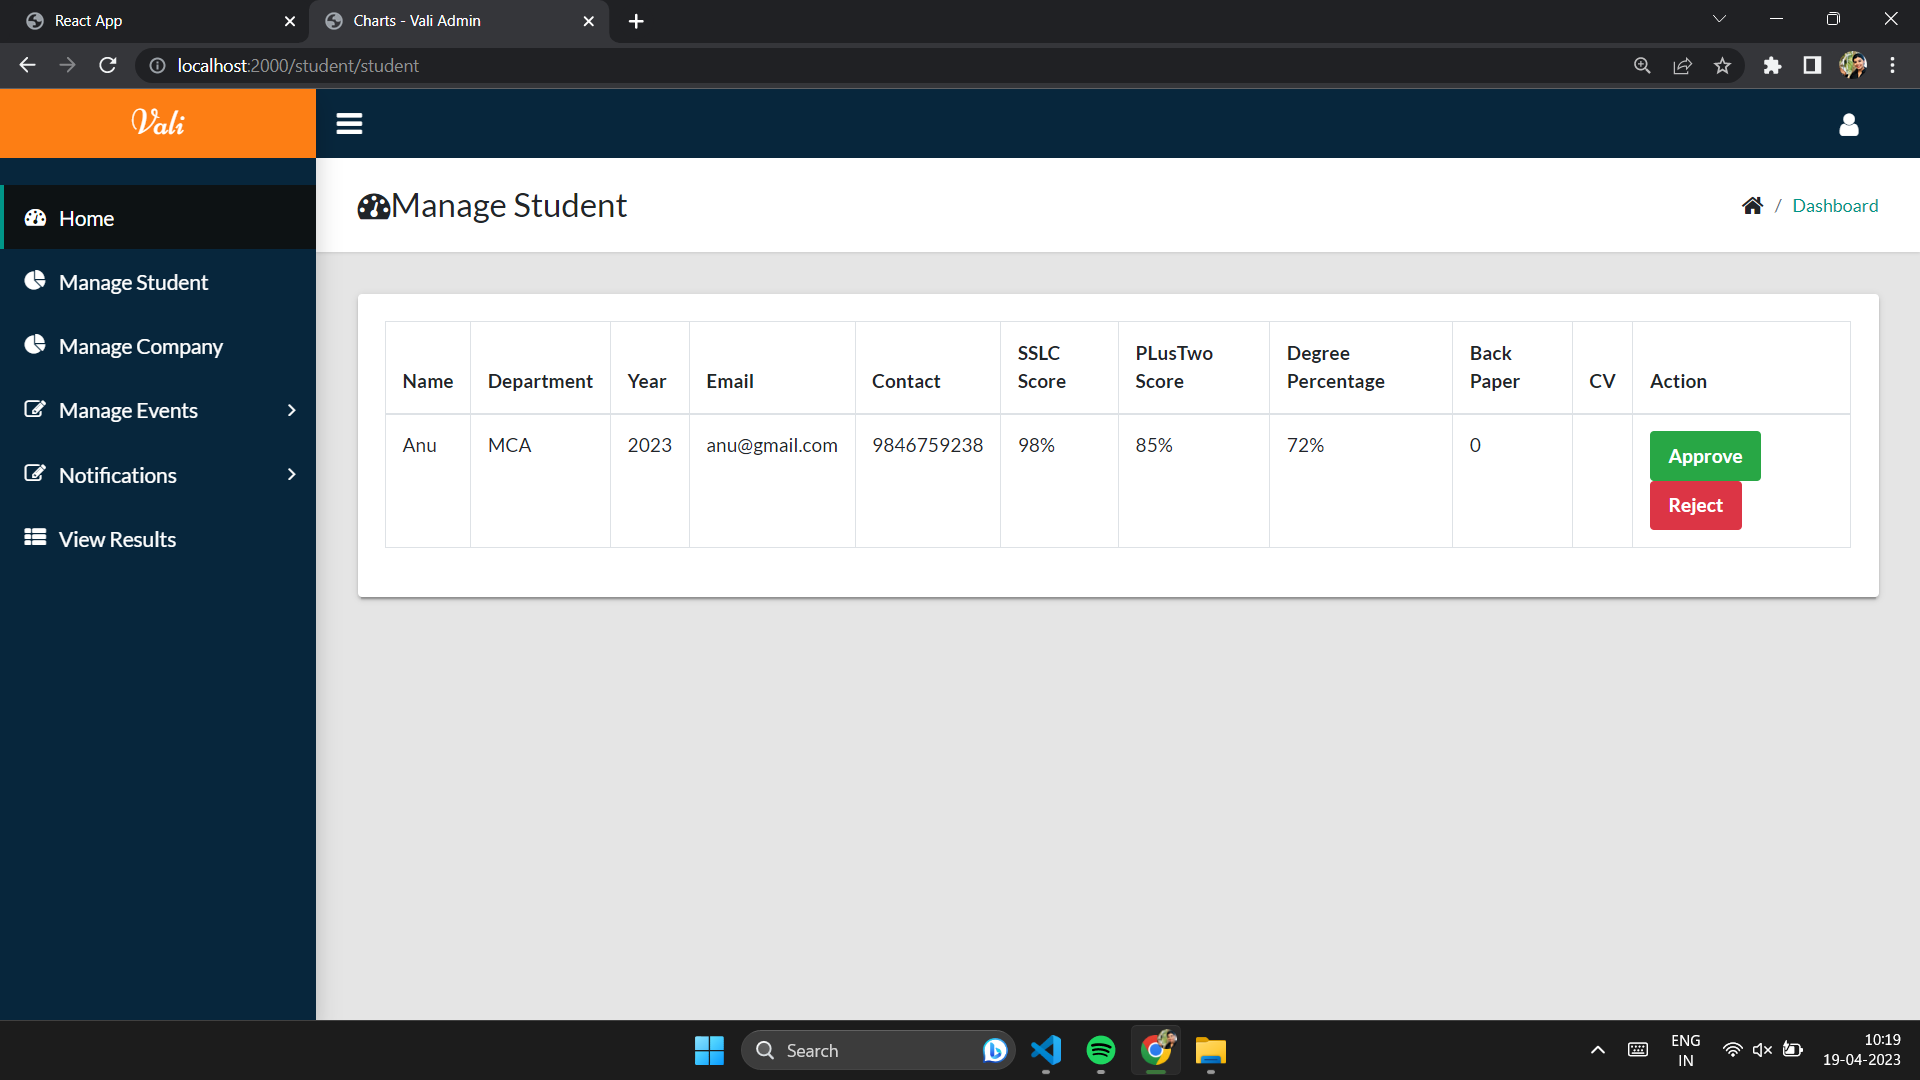 React App
Charts - Vali Admin
localhost:2000/student/student
Vali
Manage Student
/ Dashboard
Home
Manage Student
Manage Company
Manage Events
Notifications
View Results
Name Department Year Email Contact SSLC Score PLusTwo Score Degree Percentage Back Paper CV Action
Anu MCA 2023 anu@gmail.com 9846759238 98% 85% 72% 0
Approve
Reject
Search
ENG
IN
10:19
19-04-2023